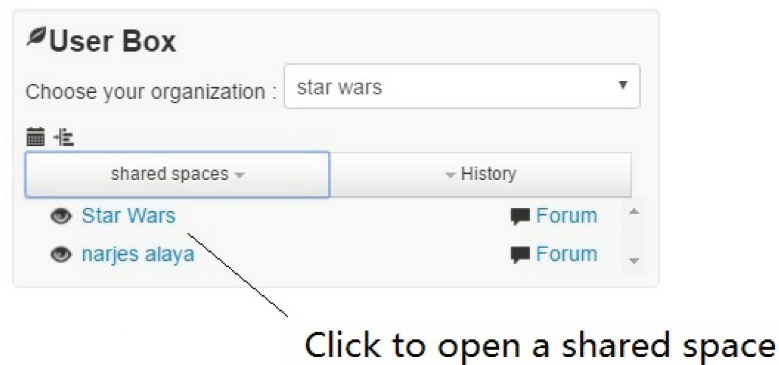 User Box
Choose your organization : star wars
shared spaces History
Star Wars Forum
narjes alaya Forum
Click to open a shared space